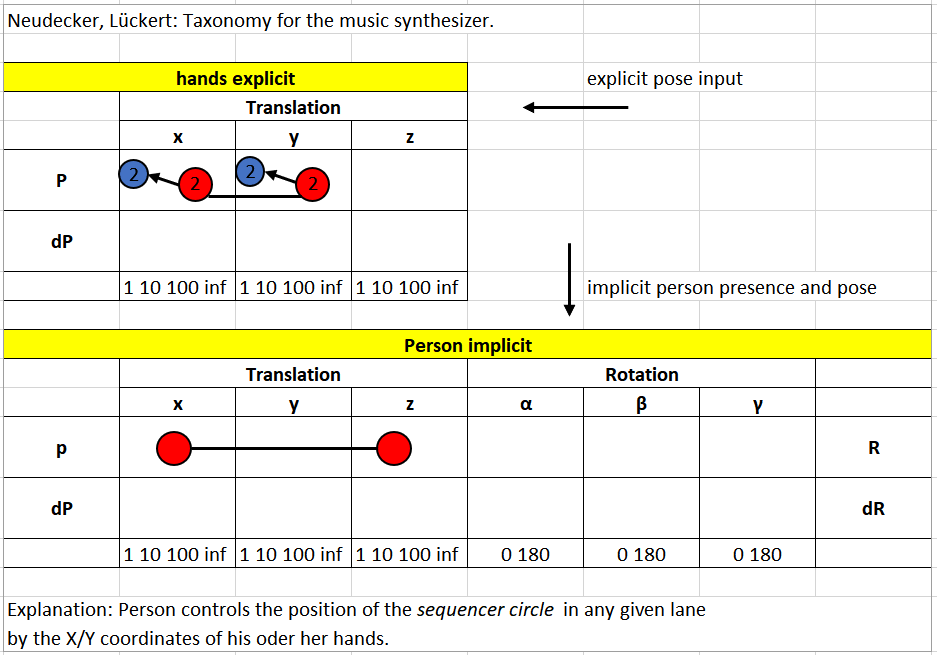 Neudecker, Lückert: Taxonomy for the music synthesizer.
hands explicit
explicit pose input
Translation
x y z
P 2 2 2 2
dP
1 10 100 inf 1 10 100 inf 1 10 100 inf
implicit person presence and pose
Person implicit
Translation Rotation
x y z α β γ
p R
dP dR
1 10 100 inf 1 10 100 inf 1 10 100 inf 0 180 0 180 0 180
Explanation: Person controls the position of the sequencer circle in any given lane
by the X/Y coordinates of his oder her hands.